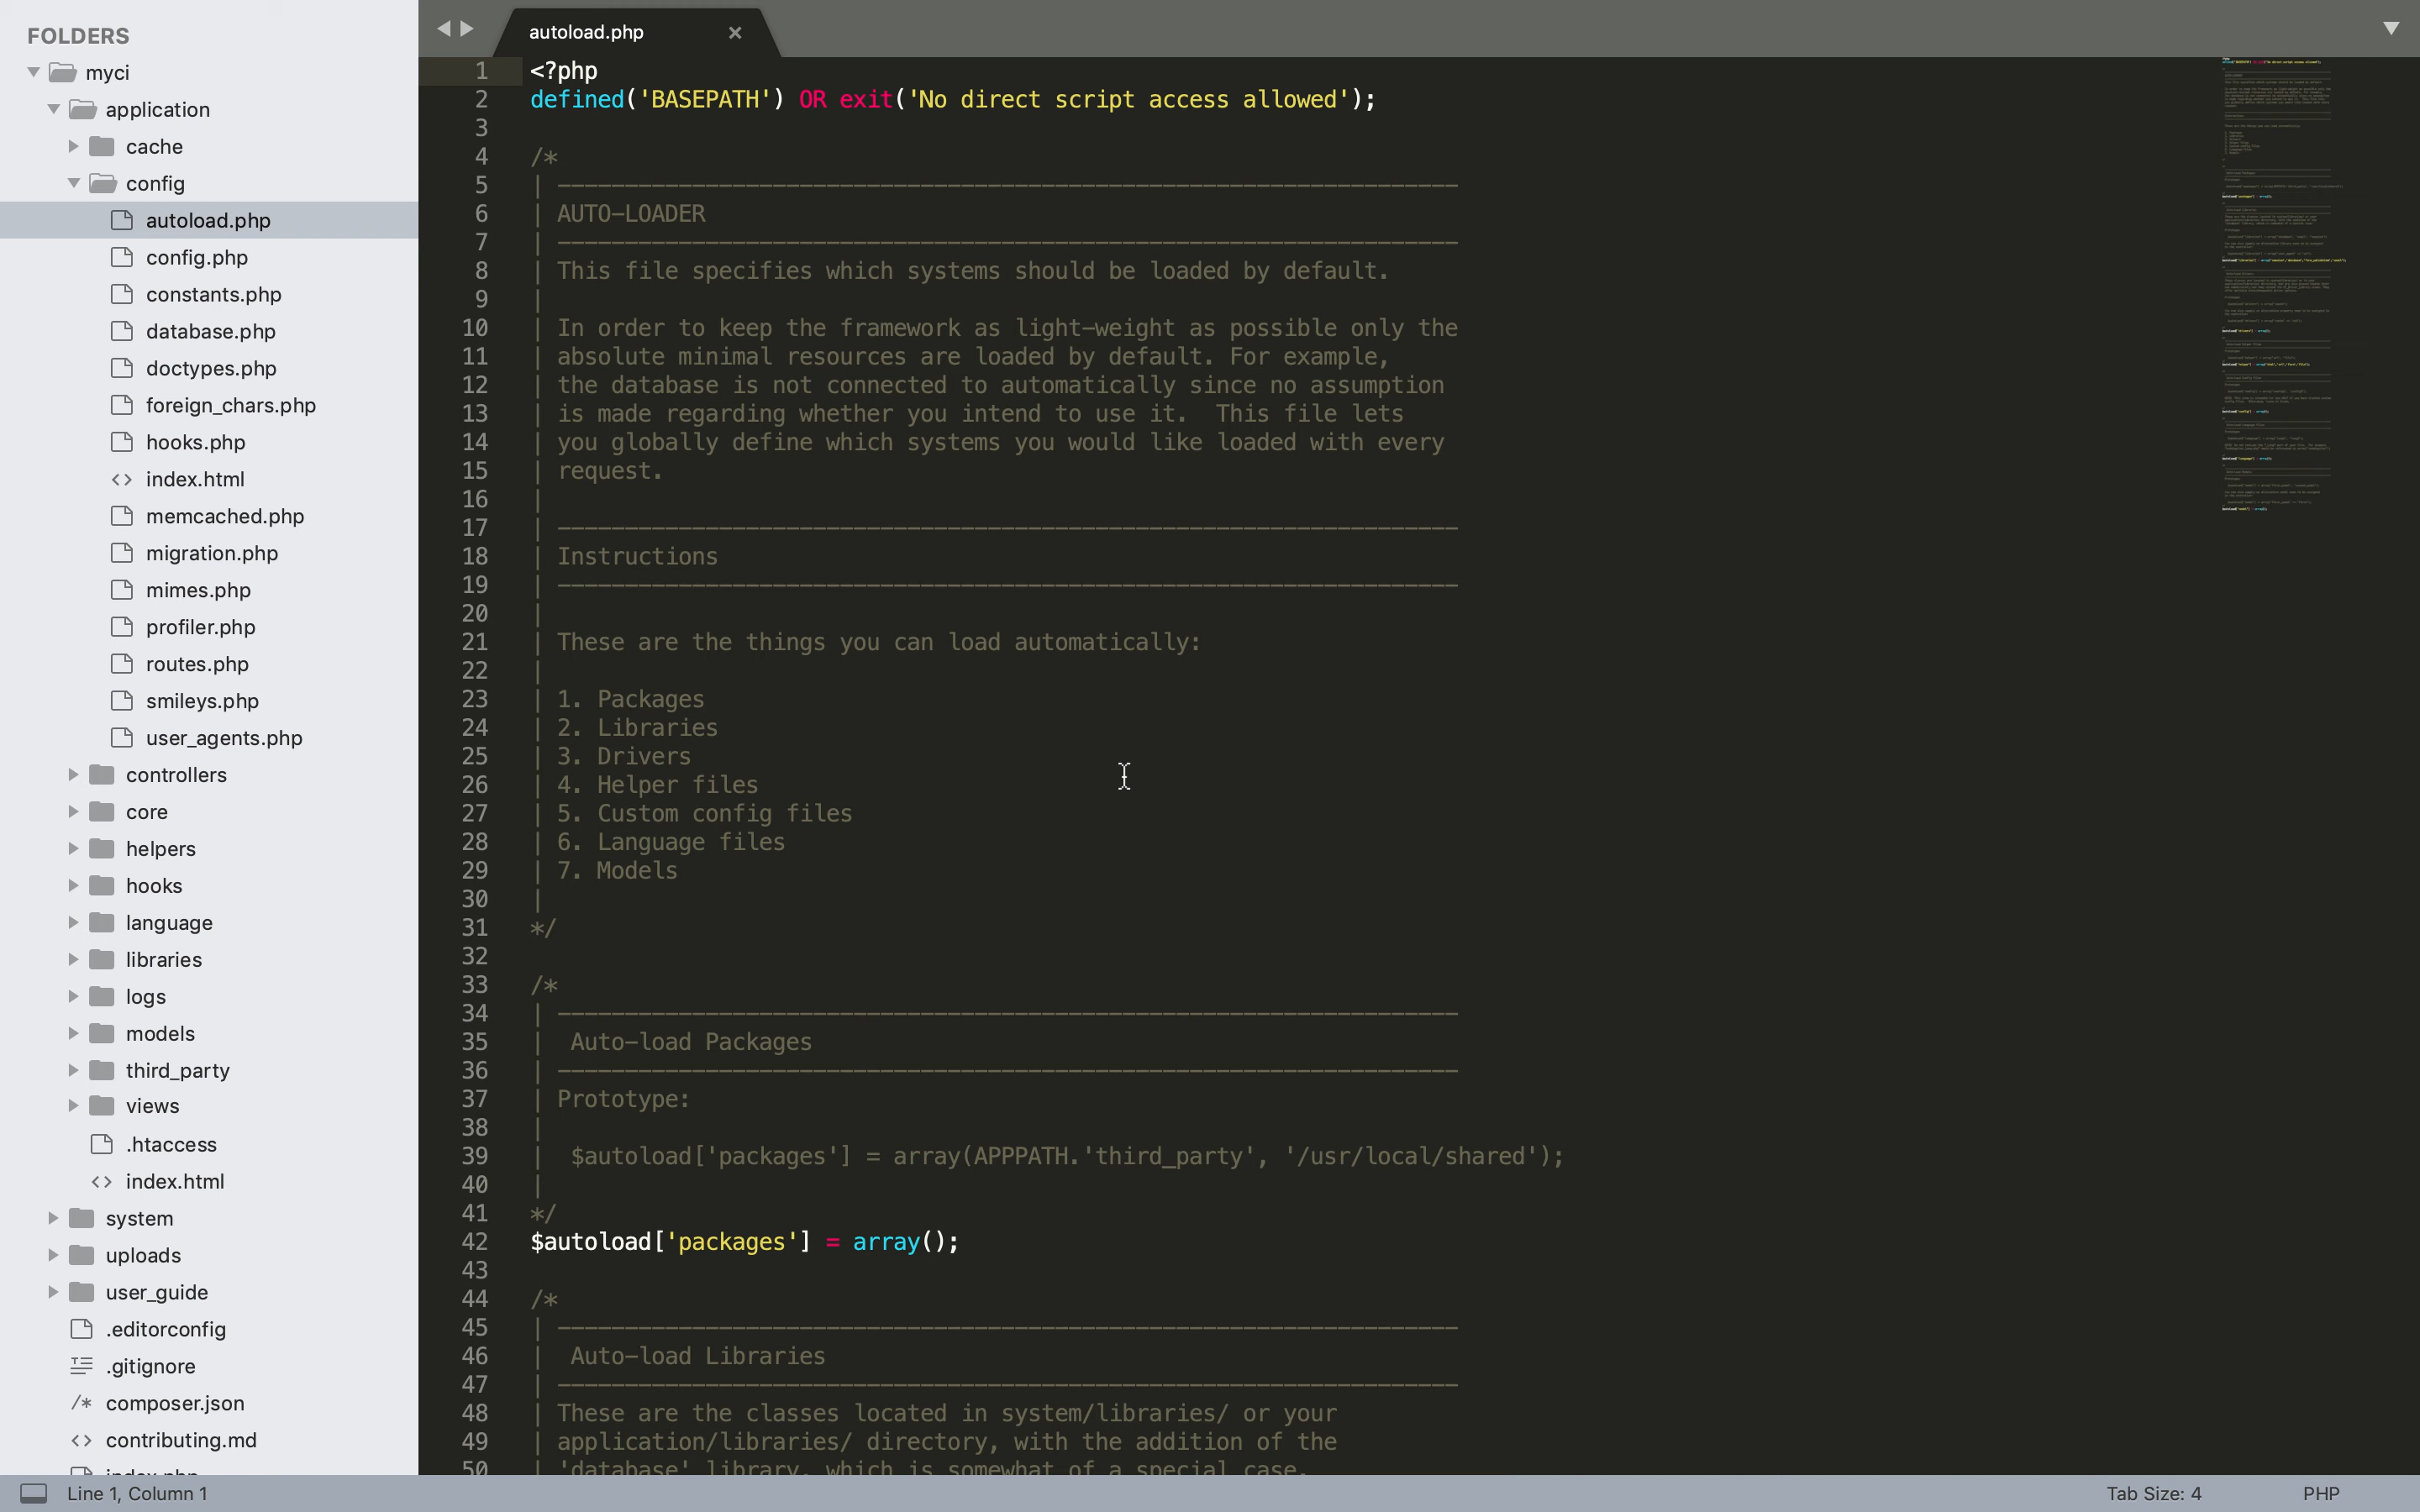 FOLDERS
myci
application
cache
config
autoload.php
config.php
constants.php
database.php
doctypes.php
foreign_chars.php
hooks.php
<> index.html
memcached.php
migration.php
mimes.php
profiler.php
routes.php
smileys.php
user_agents.php
controllers
core
helpers
hooks
language
libraries
logs
models
third_party
views
.htaccess
<> index.html
system
uploads
user_guide
.editorconfig
.gitignore
/* composer.json
<> contributing.md
index.php
autoload.php ×
1 <?php
2 defined('BASEPATH') OR exit('No direct script access allowed');
3
4 /*
5 | -------------------------------------------------------------------
6 | AUTO-LOADER
7 | -------------------------------------------------------------------
8 | This file specifies which systems should be loaded by default.
9 |
10 | In order to keep the framework as light-weight as possible only the
11 | absolute minimal resources are loaded by default. For example,
12 | the database is not connected to automatically since no assumption
13 | is made regarding whether you intend to use it.  This file lets
14 | you globally define which systems you would like loaded with every
15 | request.
16 |
17 | -------------------------------------------------------------------
18 | Instructions
19 | -------------------------------------------------------------------
20 |
21 | These are the things you can load automatically:
22 |
23 | 1. Packages
24 | 2. Libraries
25 | 3. Drivers
26 | 4. Helper files
27 | 5. Custom config files
28 | 6. Language files
29 | 7. Models
30 |
31 */
32
33 /*
34 | -------------------------------------------------------------------
35 |  Auto-load Packages
36 | -------------------------------------------------------------------
37 | Prototype:
38 |
39 |  $autoload['packages'] = array(APPPATH.'third_party', '/usr/local/shared');
40 |
41 */
42 $autoload['packages'] = array();
43
44 /*
45 | -------------------------------------------------------------------
46 |  Auto-load Libraries
47 | -------------------------------------------------------------------
48 | These are the classes located in system/libraries/ or your
49 | application/libraries/ directory, with the addition of the
50 | 'database' library, which is somewhat of a special case.
Line 1, Column 1
Tab Size: 4
PHP